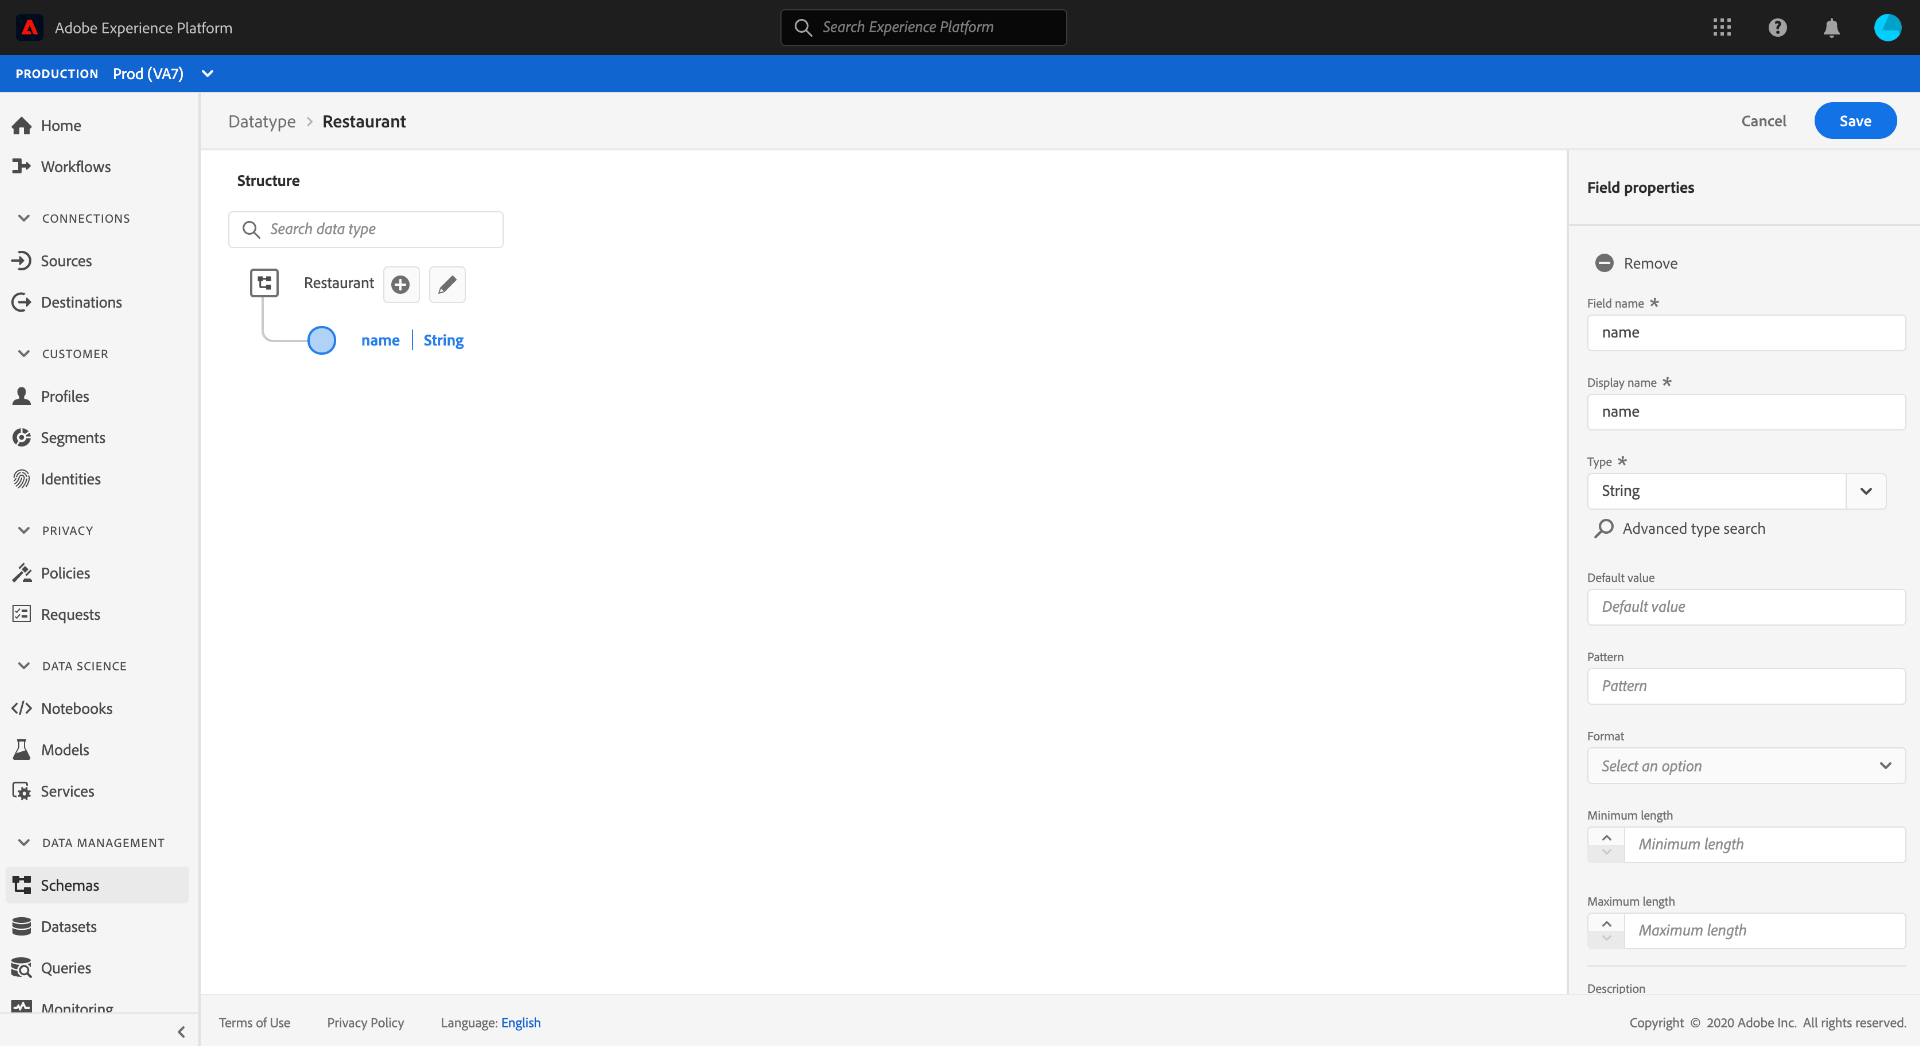 Adobe Experience Platform
Search Experience Platform
PRODUCTION Prod (VA7)
Home
Workflows
CONNECTIONS
Sources
Destinations
CUSTOMER
Profiles
Segments
Identities
PRIVACY
Policies
Requests
DATA SCIENCE
Notebooks
Models
Services
DATA MANAGEMENT
Schemas
Datasets
Queries
Monitoring
Datatype > Restaurant
Cancel
Save
Structure
Search data type
Restaurant
name | String
Field properties
Remove
Field name *
name
Display name *
name
Type *
String
Advanced type search
Default value
Default value
Pattern
Pattern
Format
Select an option
Minimum length
Minimum length
Maximum length
Maximum length
Description
Terms of Use Privacy Policy Language: English
Copyright © 2020 Adobe Inc. All rights reserved.